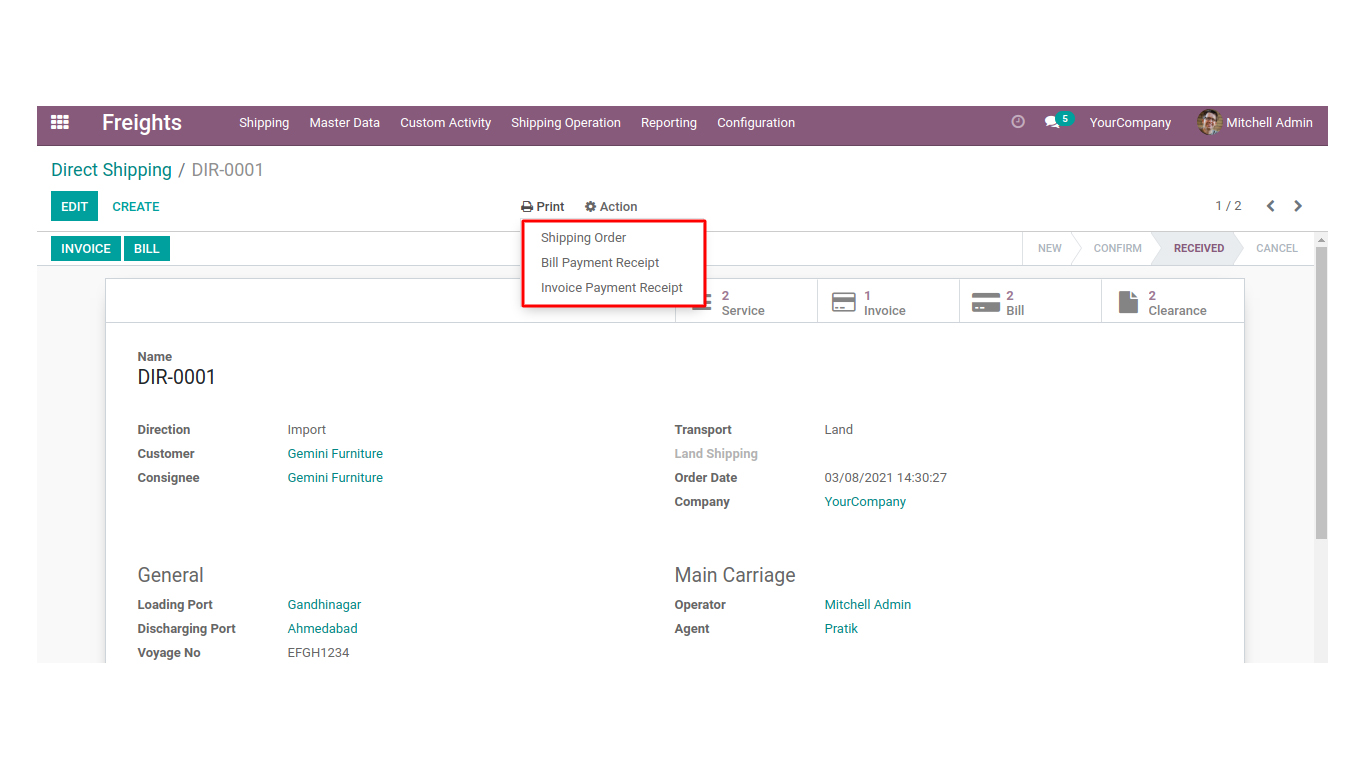 Freights Shipping Master Data Custom Activity Shipping Operation Reporting Configuration 5 YourCompany Mitchell Admin
Direct Shipping / DIR-0001
EDIT CREATE Print Action 1 / 2
Shipping Order
Bill Payment Receipt
Invoice Payment Receipt
INVOICE BILL NEW CONFIRM RECEIVED CANCEL
2 Service
1 Invoice
2 Bill
2 Clearance
Name
DIR-0001
Direction Import Transport Land
Customer Gemini Furniture Land Shipping
Consignee Gemini Furniture Order Date 03/08/2021 14:30:27
Company YourCompany
General Main Carriage
Loading Port Gandhinagar Operator Mitchell Admin
Discharging Port Ahmedabad Agent Pratik
Voyage No EFGH1234